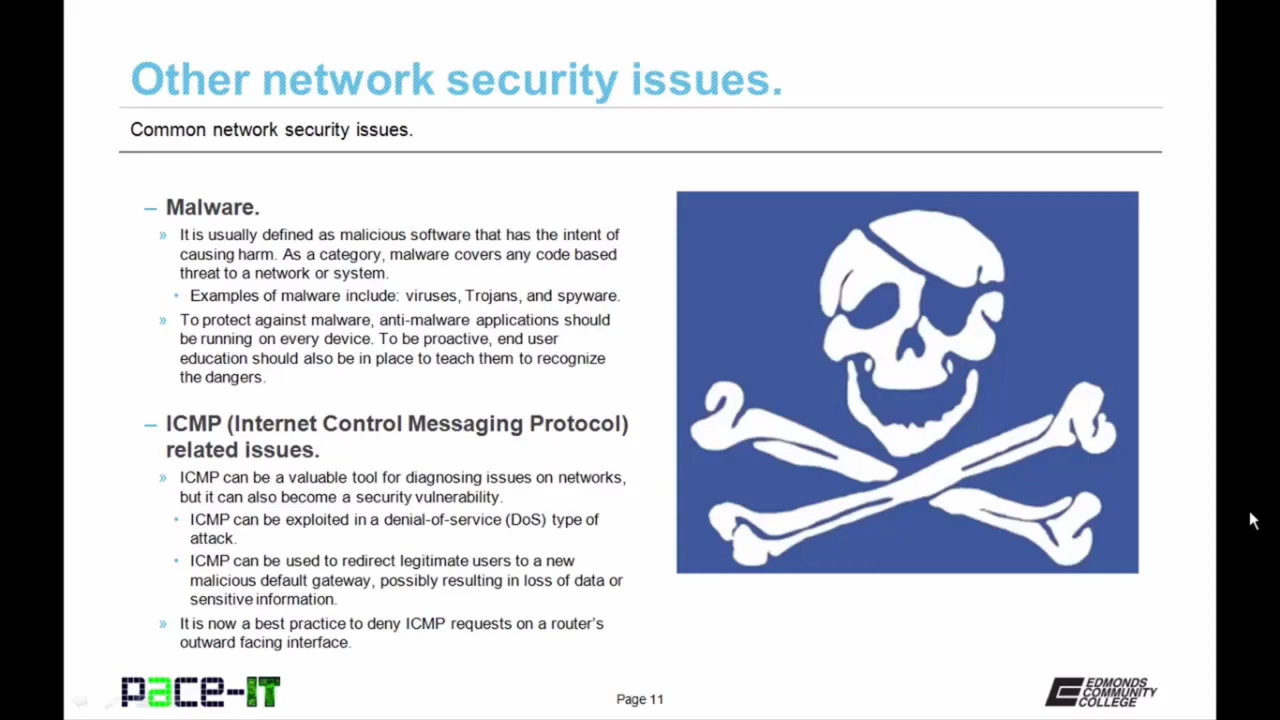 Other network security issues.
Common network security issues.
– Malware.
» It is usually defined as malicious software that has the intent of
causing harm. As a category, malware covers any code based
threat to a network or system.
• Examples of malware include: viruses, Trojans, and spyware.
» To protect against malware, anti-malware applications should
be running on every device. To be proactive, end user
education should also be in place to teach them to recognize
the dangers.
– ICMP (Internet Control Messaging Protocol)
related issues.
» ICMP can be a valuable tool for diagnosing issues on networks,
but it can also become a security vulnerability.
• ICMP can be exploited in a denial-of-service (DoS) type of
attack.
• ICMP can be used to redirect legitimate users to a new
malicious default gateway, possibly resulting in loss of data or
sensitive information.
» It is now a best practice to deny ICMP requests on a router's
outward facing interface.
PACE-IT
Page 11
EDMONDS
COMMUNITY
COLLEGE